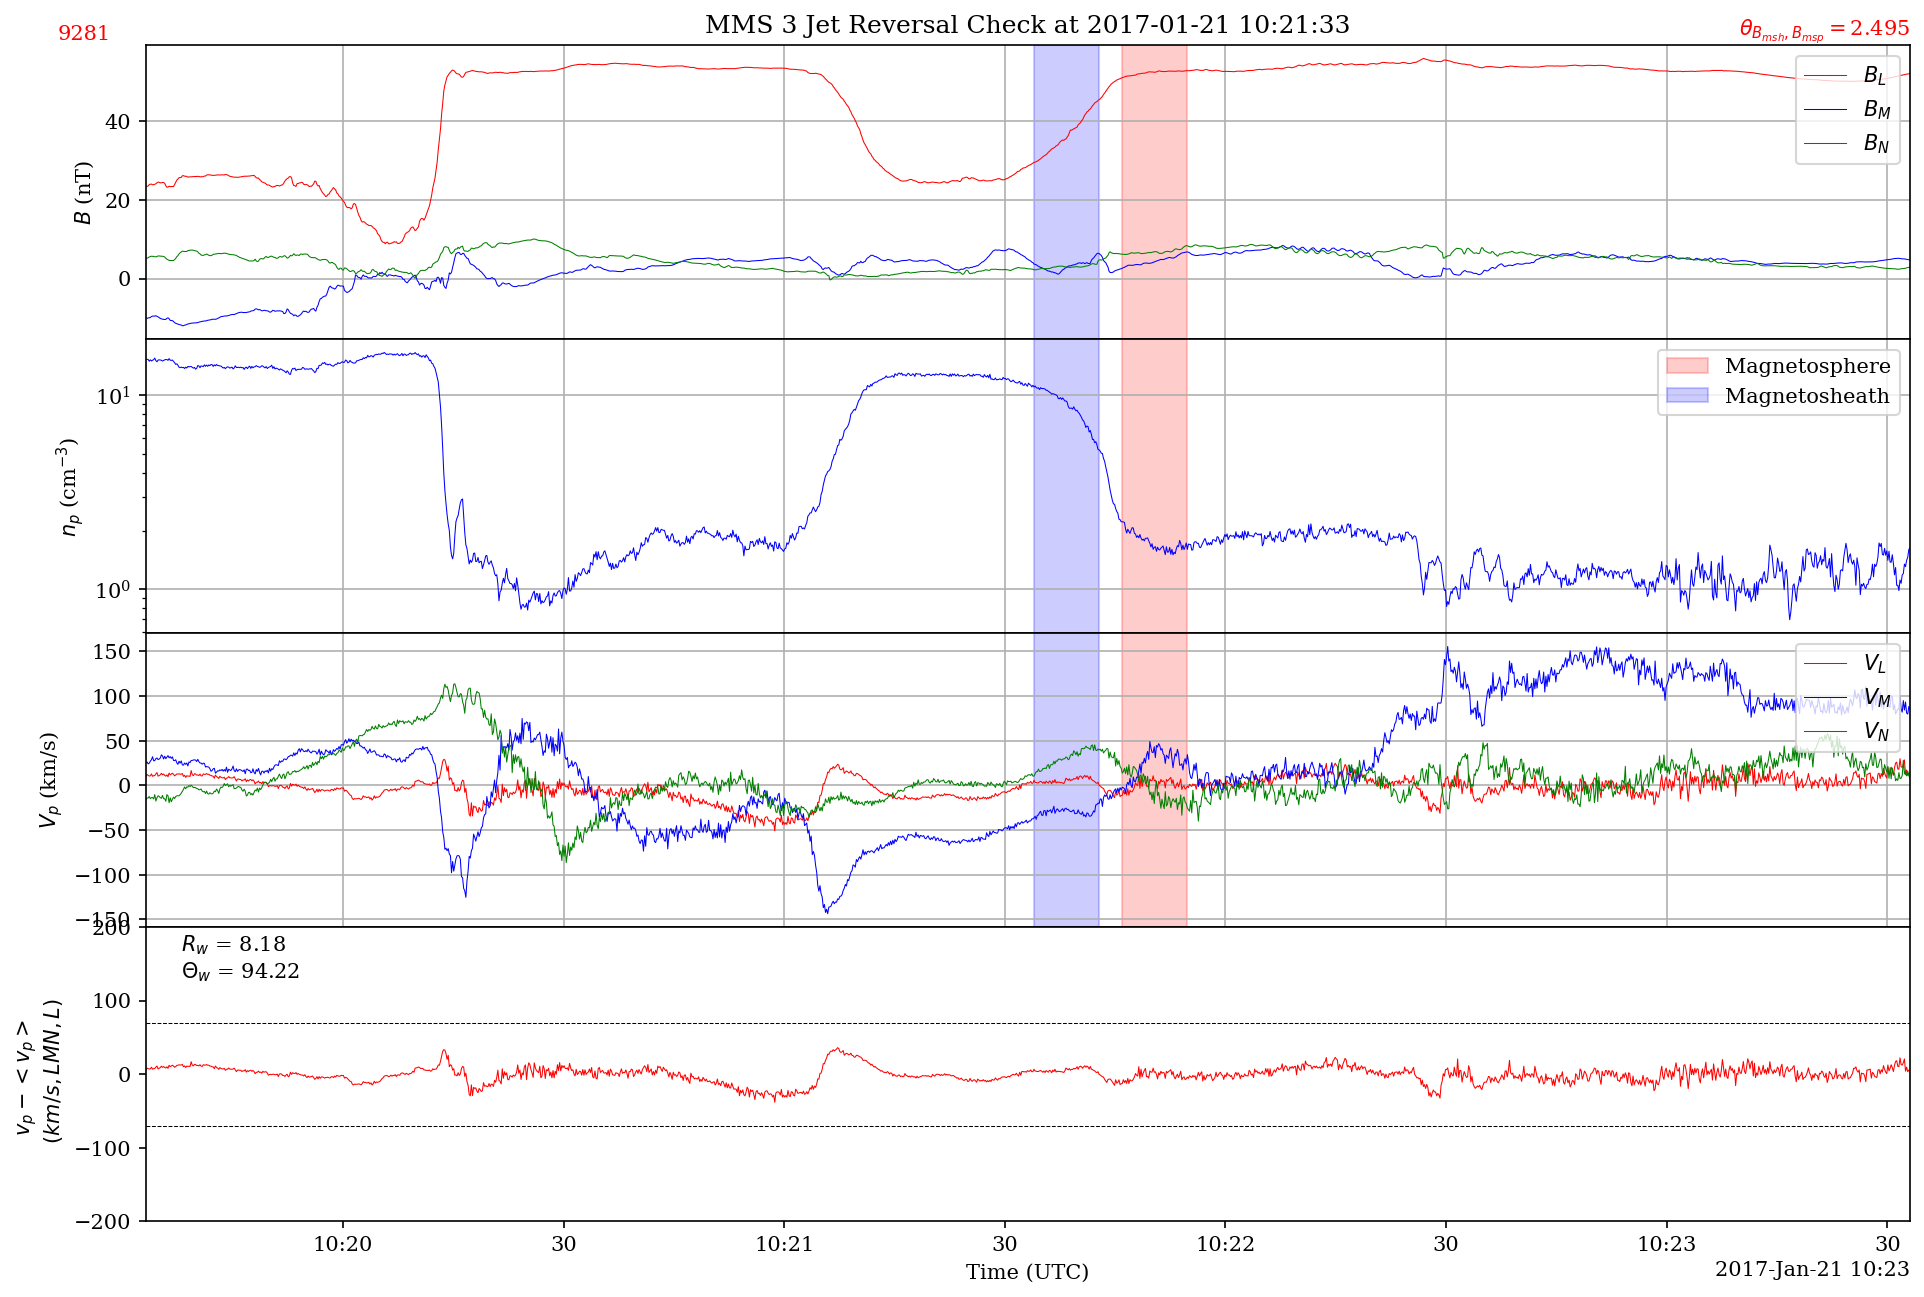 MMS 3 Jet Reversal Check at 2017-01-21 10:21:33
9281
θ_{B_{msh}, B_{msp}} = 2.495
B (nT)
40
20
0
B_L
B_M
B_N
n_p (cm^{−3})
10^1
10^0
Magnetosphere
Magnetosheath
V_p (km/s)
150
100
50
0
−50
−100
−150
V_L
V_M
V_N
v_p − < v_p >
(km/s, LMN, L)
200
100
0
−100
−200
R_w = 8.18
Θ_w = 94.22
10:20 30 10:21 30 10:22 30 10:23 30
Time (UTC)
2017-Jan-21 10:23